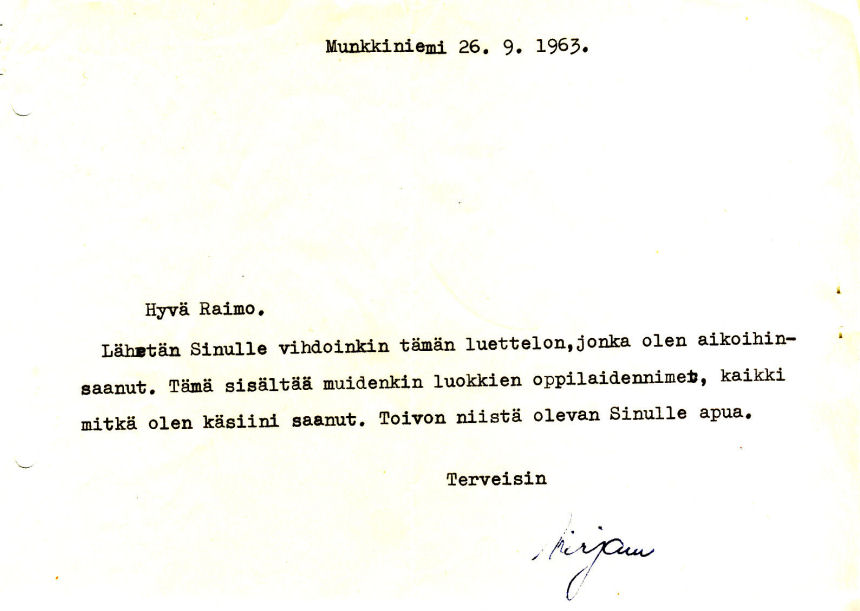 Munkkiniemi 26. 9. 1963.
Hyvä Raimo.
Lähetän Sinulle vihdoinkin tämän luettelon,jonka olen aikoihin-
saanut. Tämä sisältää muidenkin luokkien oppilaidennimet, kaikki
mitkä olen käsiini saanut. Toivon niistä olevan Sinulle apua.
Terveisin
Mirjam